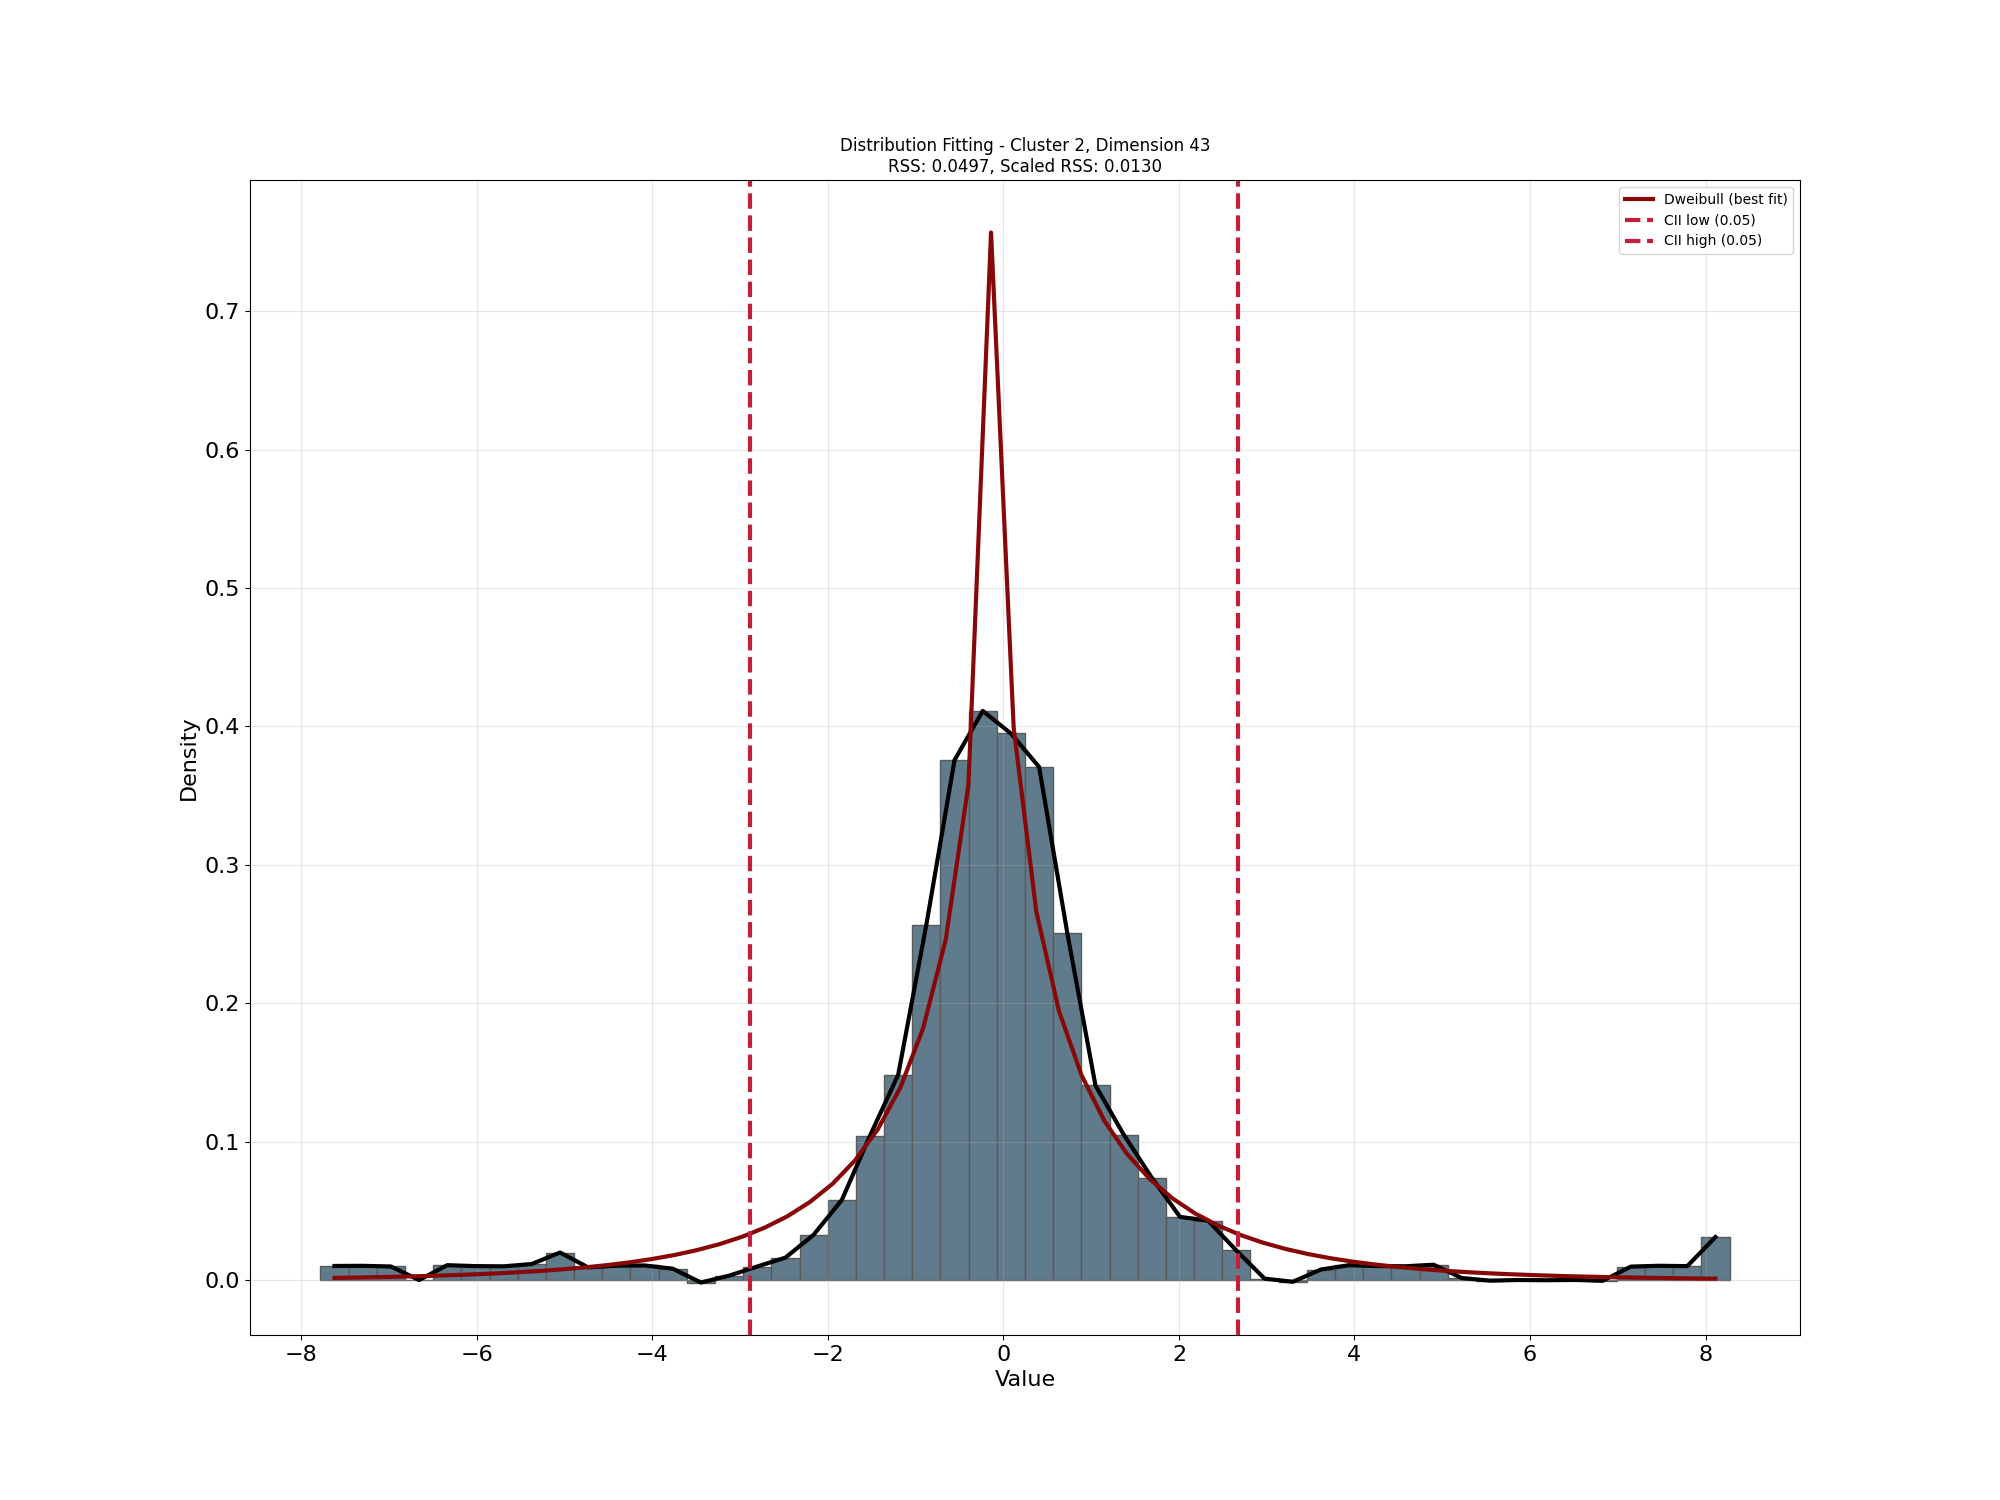 Distribution Fitting - Cluster 2, Dimension 43
RSS: 0.0497, Scaled RSS: 0.0130
Dweibull (best fit)
CII low (0.05)
CII high (0.05)
0.7
0.6
0.5
0.4
0.3
0.2
0.1
0.0
Density
−8 −6 −4 −2 0 2 4 6 8
Value